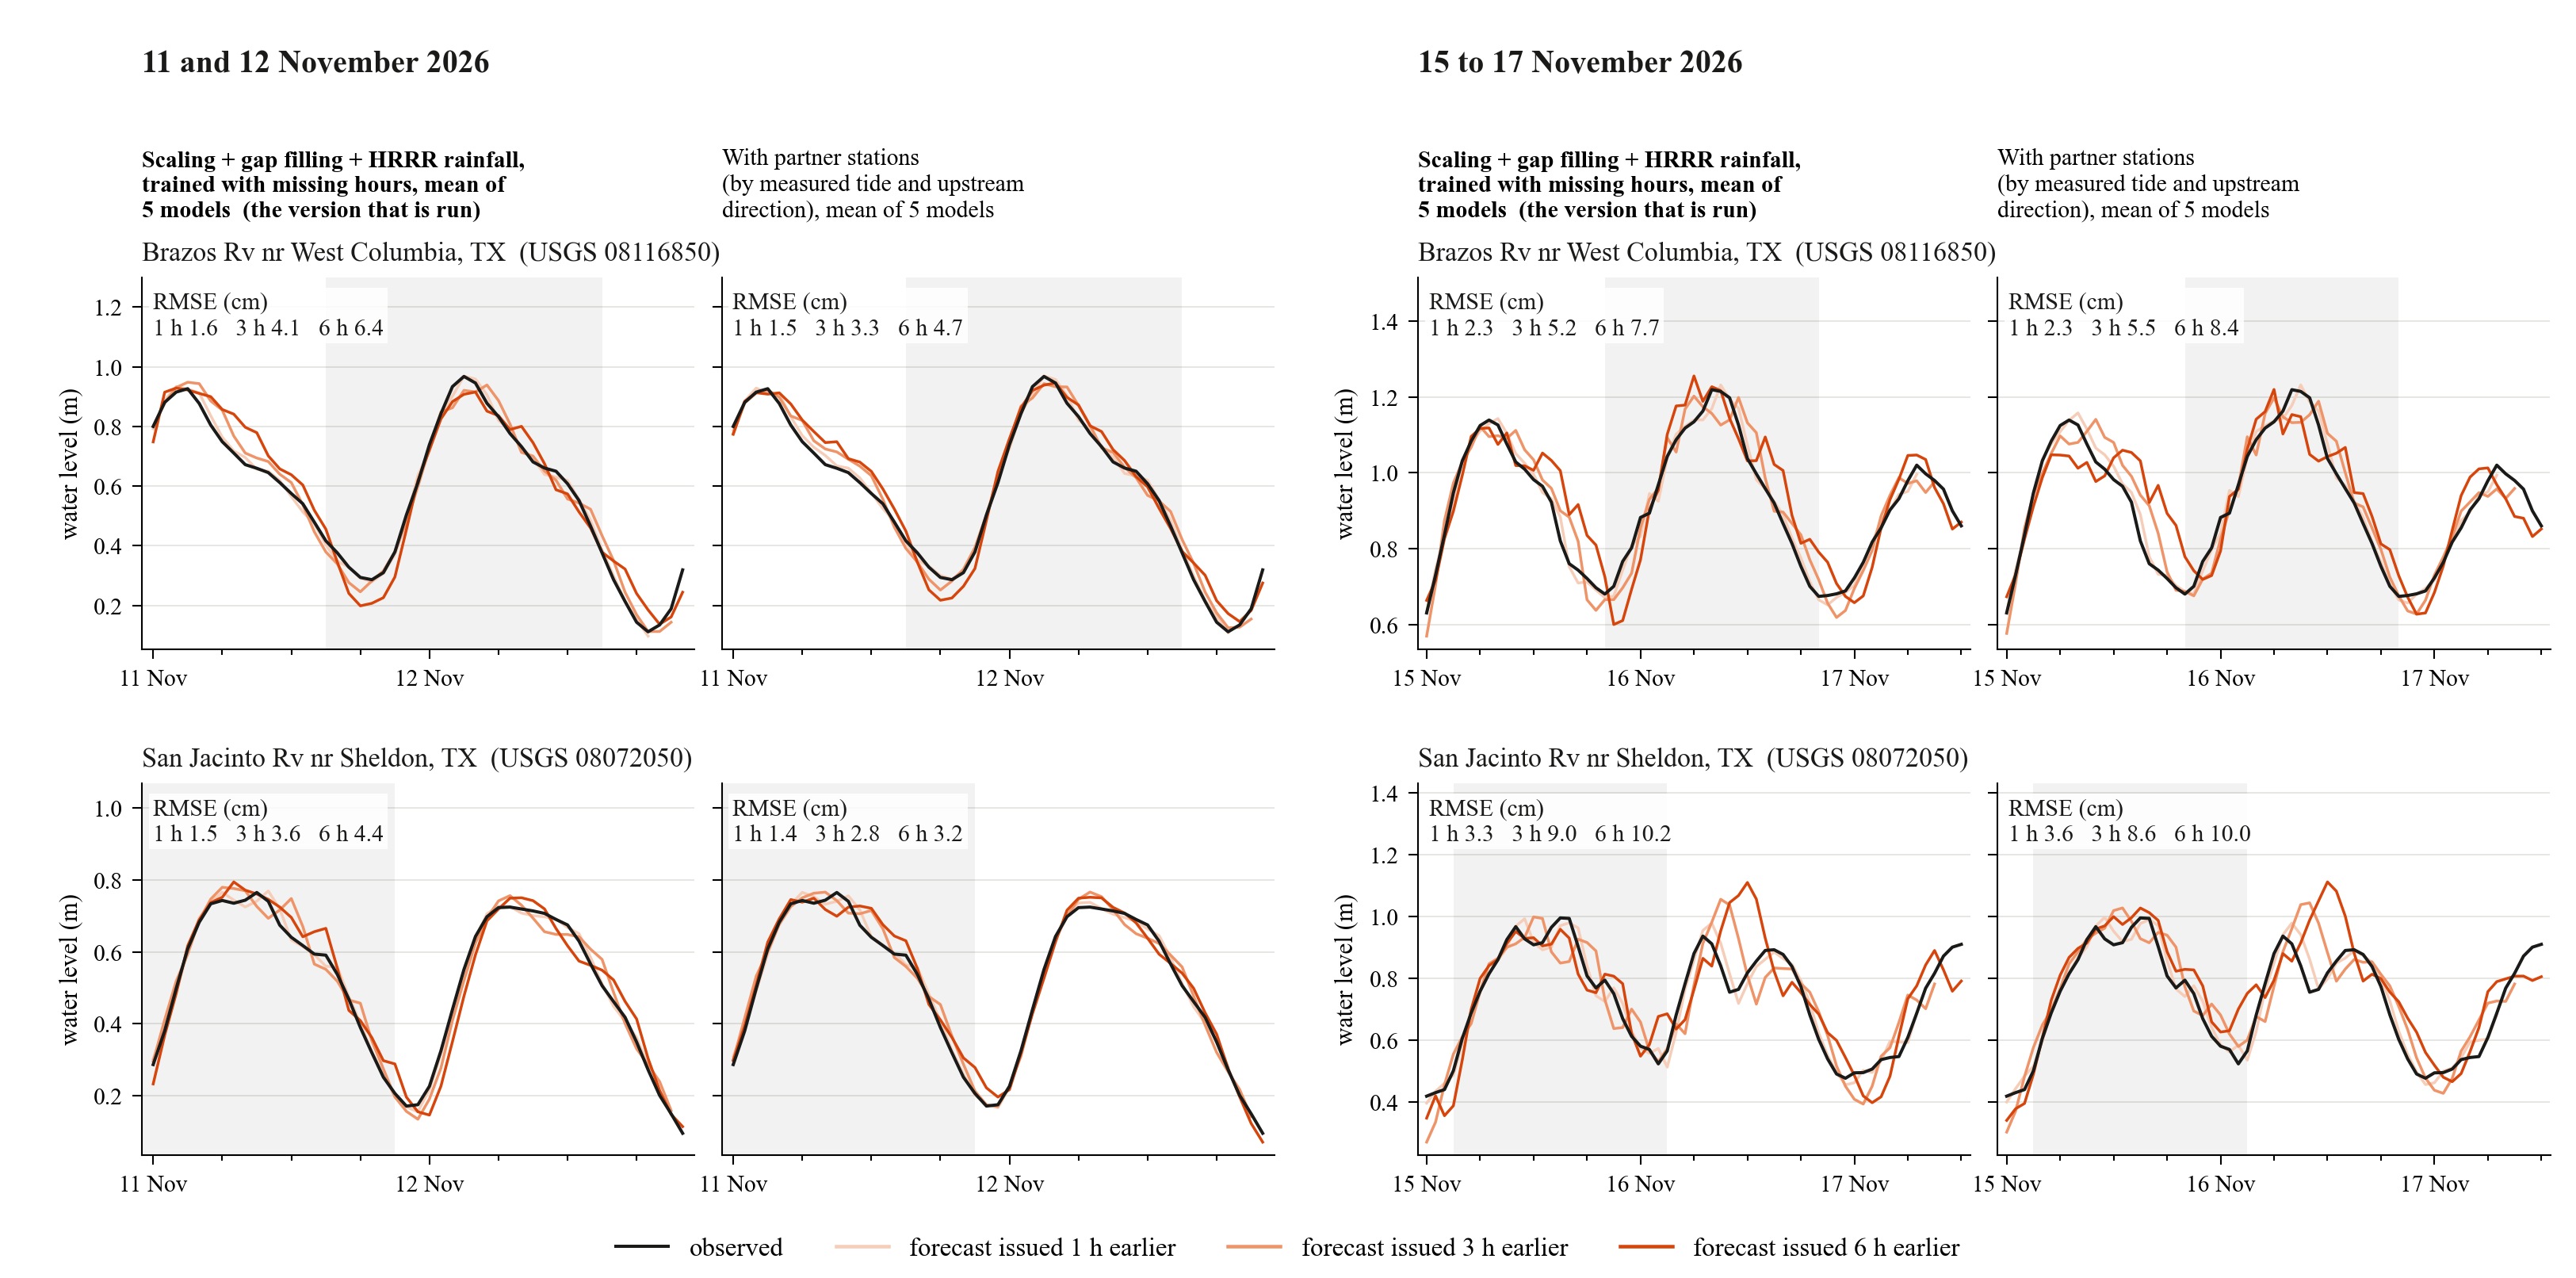 11 and 12 November 2026
15 to 17 November 2026
Scaling + gap filling + HRRR rainfall,
trained with missing hours, mean of
5 models  (the version that is run)
With partner stations
(by measured tide and upstream
direction), mean of 5 models
Scaling + gap filling + HRRR rainfall,
trained with missing hours, mean of
5 models  (the version that is run)
With partner stations
(by measured tide and upstream
direction), mean of 5 models
Brazos Rv nr West Columbia, TX  (USGS 08116850)
RMSE (cm)
1 h 1.6   3 h 4.1   6 h 6.4
1.2
1.0
0.8
0.6
0.4
0.2
water level (m)
11 Nov
12 Nov
RMSE (cm)
1 h 1.5   3 h 3.3   6 h 4.7
11 Nov
12 Nov
Brazos Rv nr West Columbia, TX  (USGS 08116850)
RMSE (cm)
1 h 2.3   3 h 5.2   6 h 7.7
1.4
1.2
1.0
0.8
0.6
water level (m)
15 Nov
16 Nov
17 Nov
RMSE (cm)
1 h 2.3   3 h 5.5   6 h 8.4
15 Nov
16 Nov
17 Nov
San Jacinto Rv nr Sheldon, TX  (USGS 08072050)
RMSE (cm)
1 h 1.5   3 h 3.6   6 h 4.4
1.0
0.8
0.6
0.4
0.2
water level (m)
11 Nov
12 Nov
RMSE (cm)
1 h 1.4   3 h 2.8   6 h 3.2
11 Nov
12 Nov
San Jacinto Rv nr Sheldon, TX  (USGS 08072050)
RMSE (cm)
1 h 3.3   3 h 9.0   6 h 10.2
1.4
1.2
1.0
0.8
0.6
0.4
water level (m)
15 Nov
16 Nov
17 Nov
RMSE (cm)
1 h 3.6   3 h 8.6   6 h 10.0
15 Nov
16 Nov
17 Nov
observed
forecast issued 1 h earlier
forecast issued 3 h earlier
forecast issued 6 h earlier